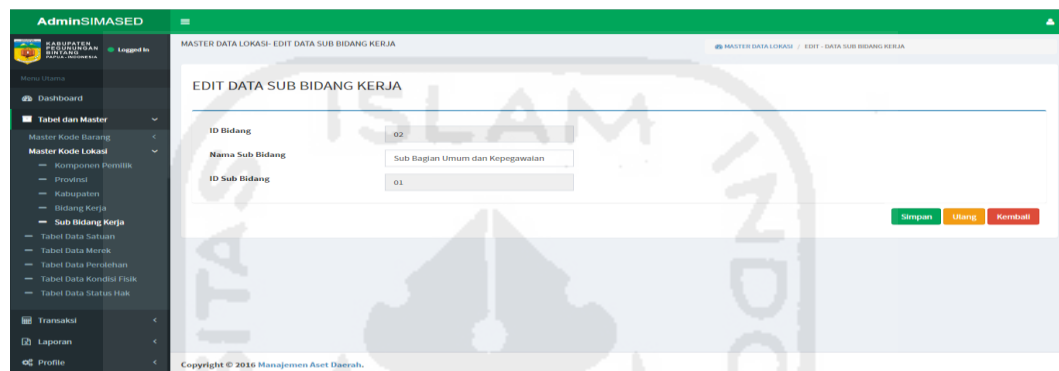 AdminSIMASED
KABUPATEN
PEGUNUNGAN
BINTANG
PAPUA-INDONESIA
Logged In
Menu Utama
Dashboard
Tabel dan Master
Master Kode Barang
Master Kode Lokasi
Komponen Pemilik
Provinsi
Kabupaten
Bidang Kerja
Sub Bidang Kerja
Tabel Data Satuan
Tabel Data Merek
Tabel Data Perolehan
Tabel Data Kondisi Fisik
Tabel Data Status Hak
Transaksi
Laporan
Profile
MASTER DATA LOKASI- EDIT DATA SUB BIDANG KERJA
MASTER DATA LOKASI / EDIT - DATA SUB BIDANG KERJA
EDIT DATA SUB BIDANG KERJA
ID Bidang
02
Nama Sub Bidang
Sub Bagian Umum dan Kepegawaian
ID Sub Bidang
01
Simpan Ulang Kembali
Copyright © 2016 Manajemen Aset Daerah.
ISLAM